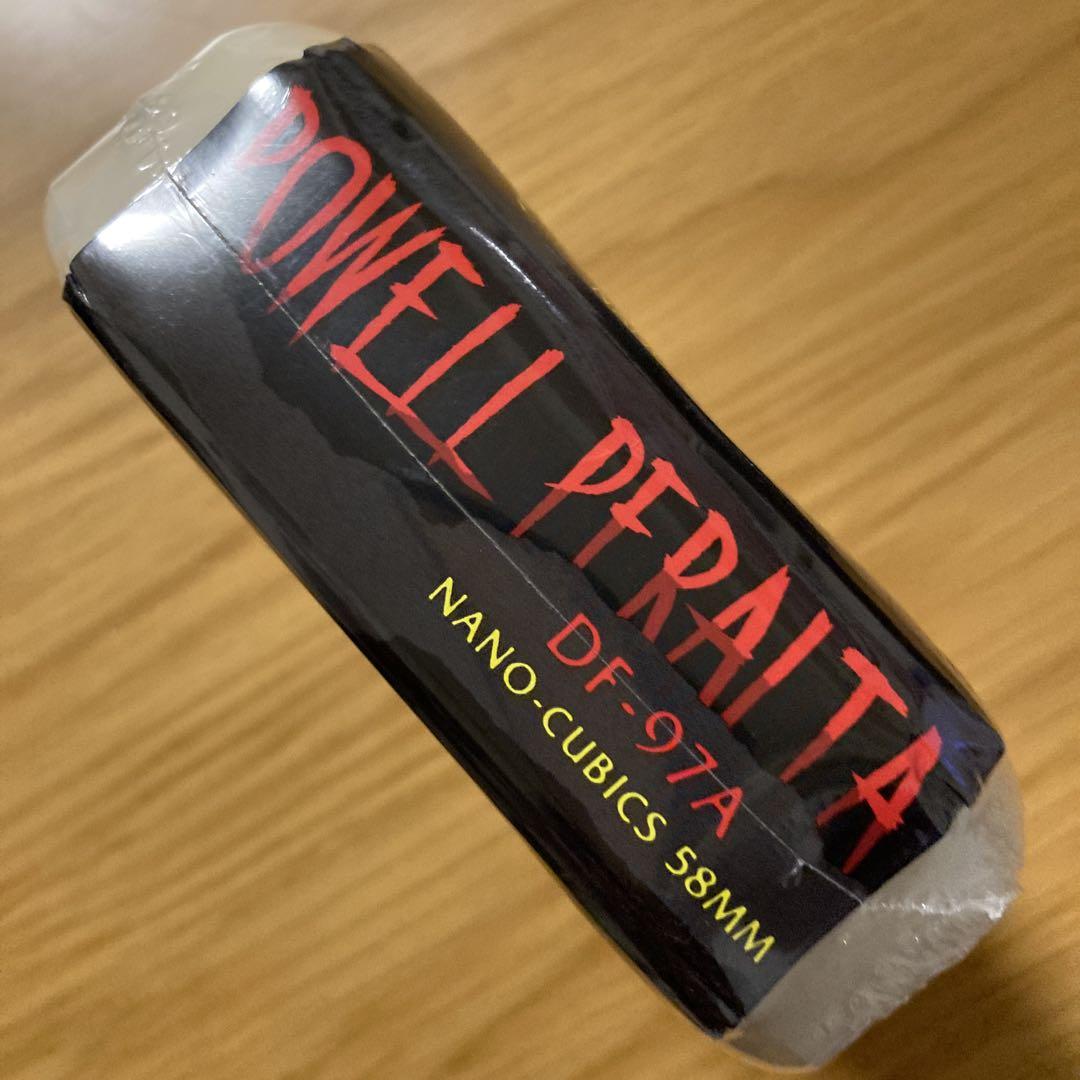 POWELL PERALTA
DF-97A
NANO-CUBICS 58MM